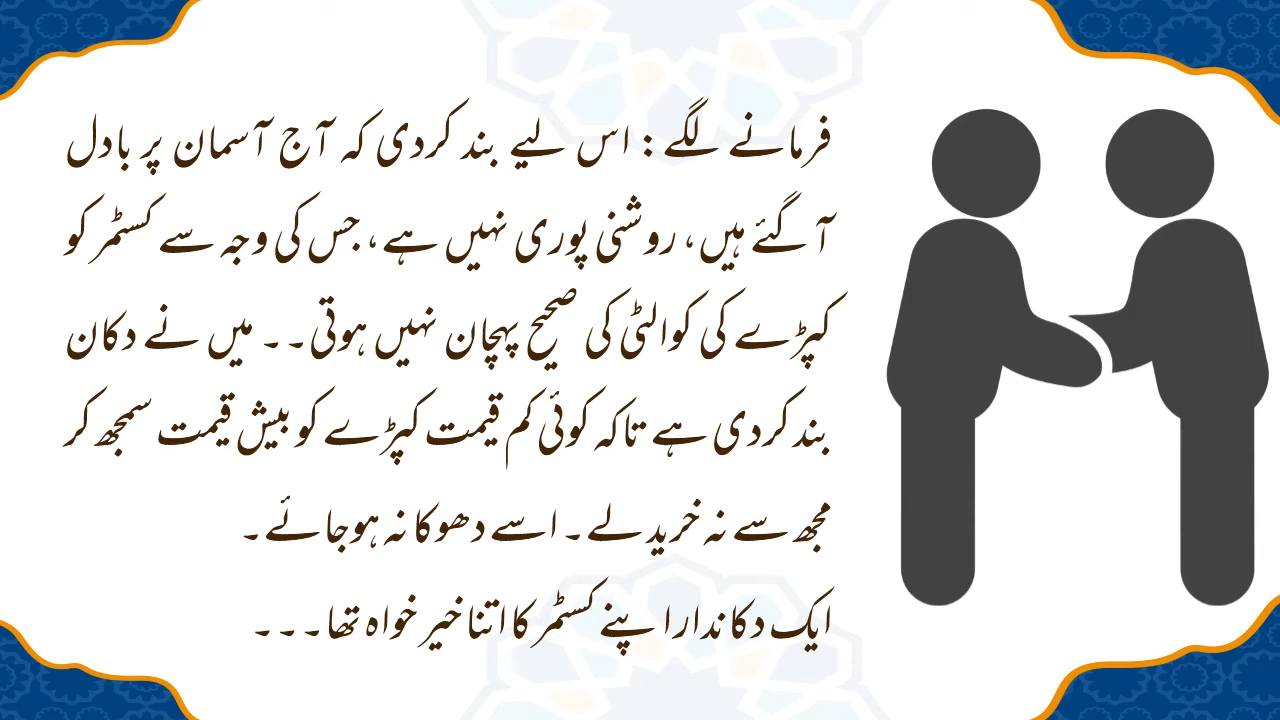 فرمانے لگے : اس لیے بند کردی کہ آج آسمان پر بادل
آگئے ہیں، روشنی پوری نہیں ہے، جس کی وجہ سے کسٹمر کو
کپڑے کی کوالٹی کی صحیح پہچان نہیں ہوتی۔۔ میں نے دکان
بند کردی ہے تاکہ کوئی کم قیمت کپڑے کو بیش قیمت سمجھ کر
مجھ سے نہ خرید لے۔ اسے دھوکا نہ ہوجائے۔
ایک دکاندار اپنے کسٹمر کا اتنا خیر خواہ تھا۔۔۔